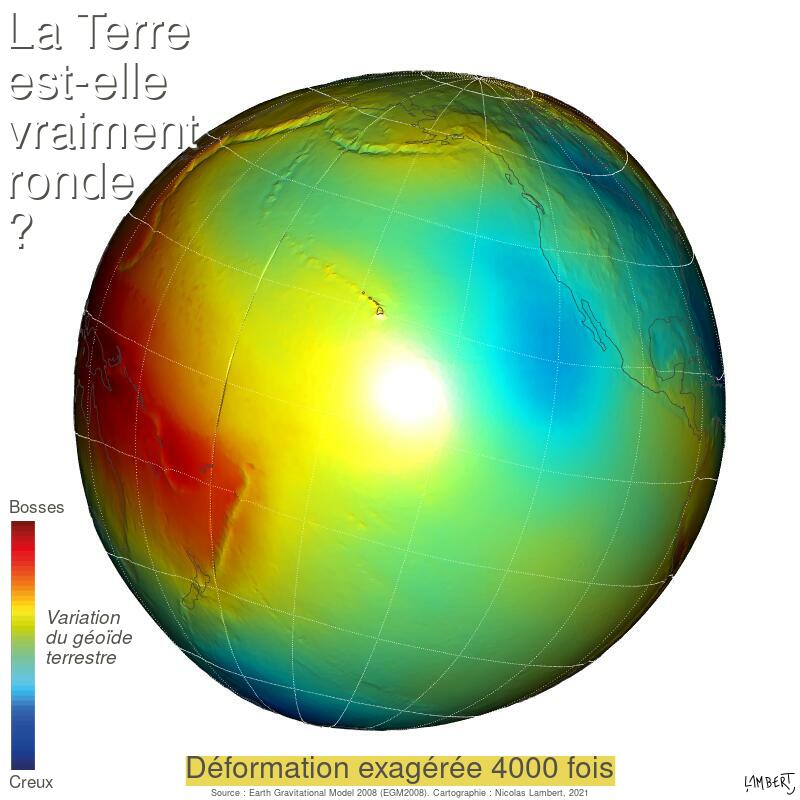 La Terre
est-elle
vraiment
ronde
?
Bosses
Variation
du géoïde
terrestre
Creux
Déformation exagérée 4000 fois
Source : Earth Gravitational Model 2008 (EGM2008). Cartographie : Nicolas Lambert, 2021
LAMBERT